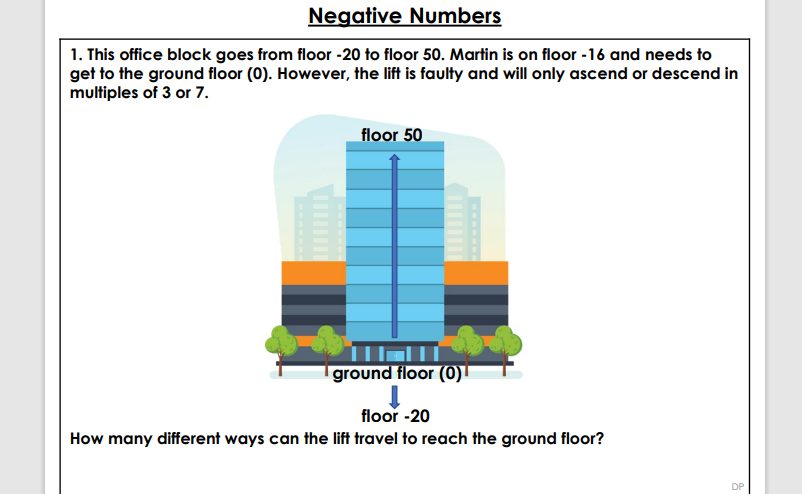 Negative Numbers
1. This office block goes from floor -20 to floor 50. Martin is on floor -16 and needs to
get to the ground floor (0). However, the lift is faulty and will only ascend or descend in
multiples of 3 or 7.
floor 50
ground floor (0)
floor -20
How many different ways can the lift travel to reach the ground floor?
DP